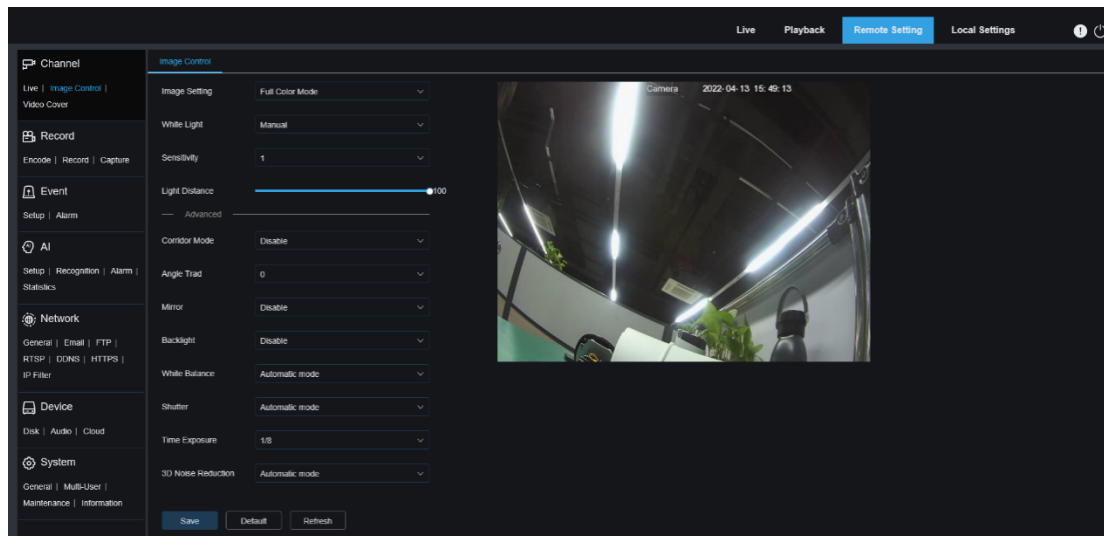 Live Playback Remote Setting Local Settings
Channel
Live | Image Control |
Video Cover
Record
Encode | Record | Capture
Event
Setup | Alarm
AI
Setup | Recognition | Alarm |
Statistics
Network
General | Email | FTP |
RTSP | DDNS | HTTPS |
IP Filter
Device
Disk | Audio | Cloud
System
General | Multi-User |
Maintenance | Information
Image Control
Image Setting Full Color Mode
White Light Manual
Sensitivity 1
Light Distance 100
Advanced
Corridor Mode Disable
Angle Trad 0
Mirror Disable
Backlight Disable
White Balance Automatic mode
Shutter Automatic mode
Time Exposure 1/8
3D Noise Reduction Automatic mode
Save Default Refresh
Camera 2022-04-13 15:49:13